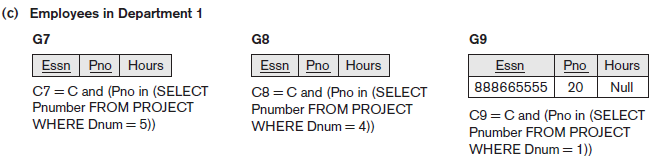 (c) Employees in Department 1
G7
Essn Pno Hours
C7 = C and (Pno in (SELECT
Pnumber FROM PROJECT
WHERE Dnum = 5))
G8
Essn Pno Hours
C8 = C and (Pno in (SELECT
Pnumber FROM PROJECT
WHERE Dnum = 4))
G9
Essn Pno Hours
888665555 20 Null
C9 = C and (Pno in (SELECT
Pnumber FROM PROJECT
WHERE Dnum = 1))